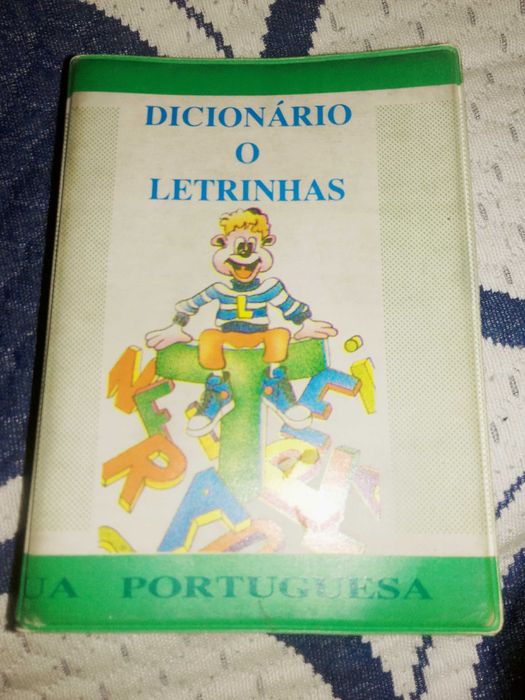 DICIONÁRIO
O
LETRINHAS
L
UA PORTUGUESA